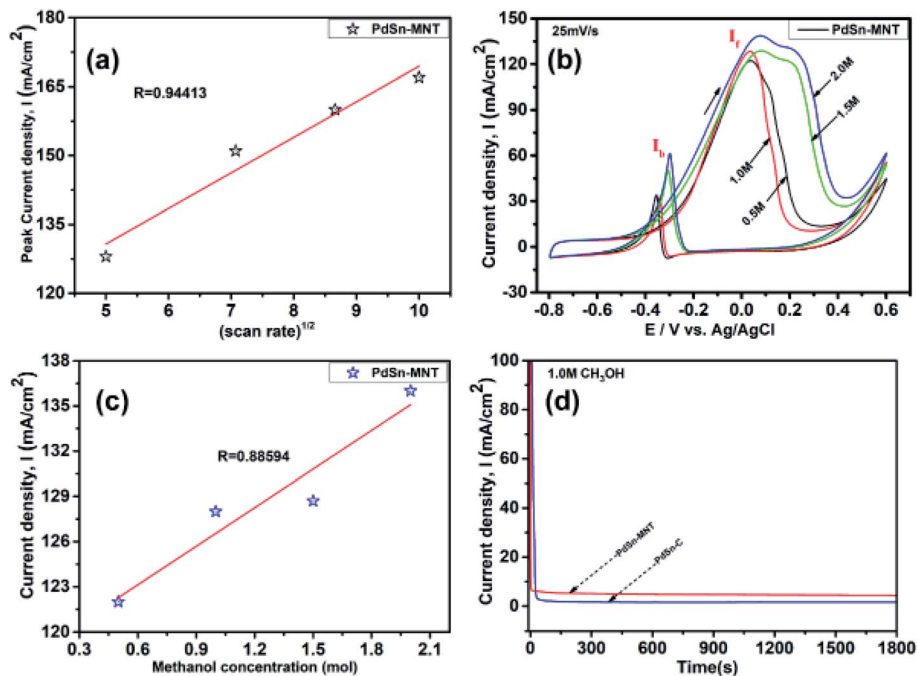 (a)
PdSn-MNT
R=0.94413
Peak Current density, I (mA/cm²)
180
165
150
135
120
5 6 7 8 9 10
(scan rate)¹/²
25mV/s
PdSn-MNT
(b)
I_f
I_b
2.0M
1.5M
1.0M
0.5M
Current density, I (mA/cm²)
150
120
90
60
30
0
-30
-0.8 -0.6 -0.4 -0.2 0.0 0.2 0.4 0.6
E / V vs. Ag/AgCl
(c)
PdSn-MNT
R=0.88594
Current density, I (mA/cm²)
138
135
132
129
126
123
120
0.3 0.6 0.9 1.2 1.5 1.8 2.1
Methanol concentration (mol)
1.0M CH₃OH
(d)
PdSn-MNT
PdSn-C
Current density, I (mA/cm²)
100
80
60
40
20
0
0 300 600 900 1200 1500 1800
Time(s)